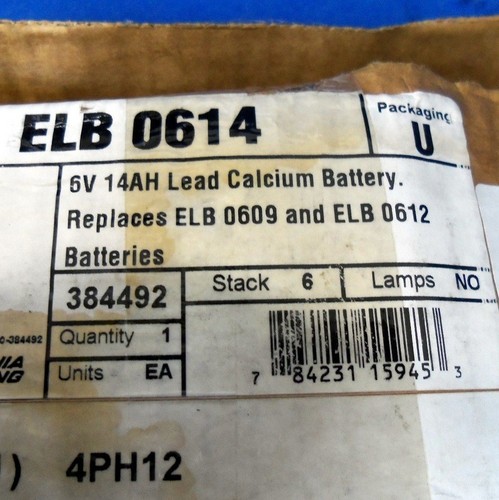 ELB 0614
Packaging
U
6V 14AH Lead Calcium Battery.
Replaces ELB 0609 and ELB 0612
Batteries
384492
Stack 6
Lamps NO
Quantity 1
Units EA
7 84231 15945 3
4PH12